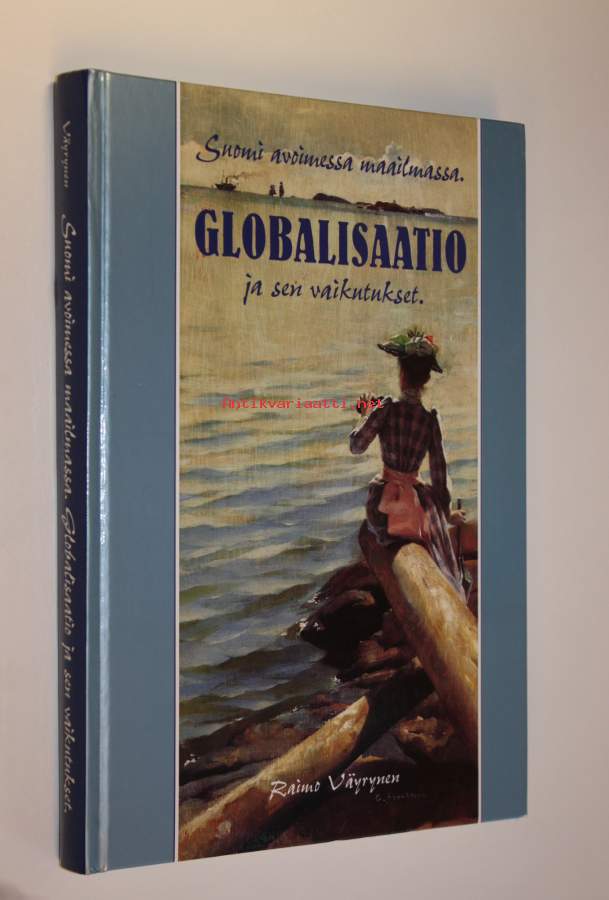 Väyrynen Suomi avoimessa maailmassa. Globalisaatio ja sen vaikutukset.
Suomi avoimessa maailmassa.
GLOBALISAATIO
ja sen vaikutukset.
Antikvariaatti.net
Raimo Väyrynen